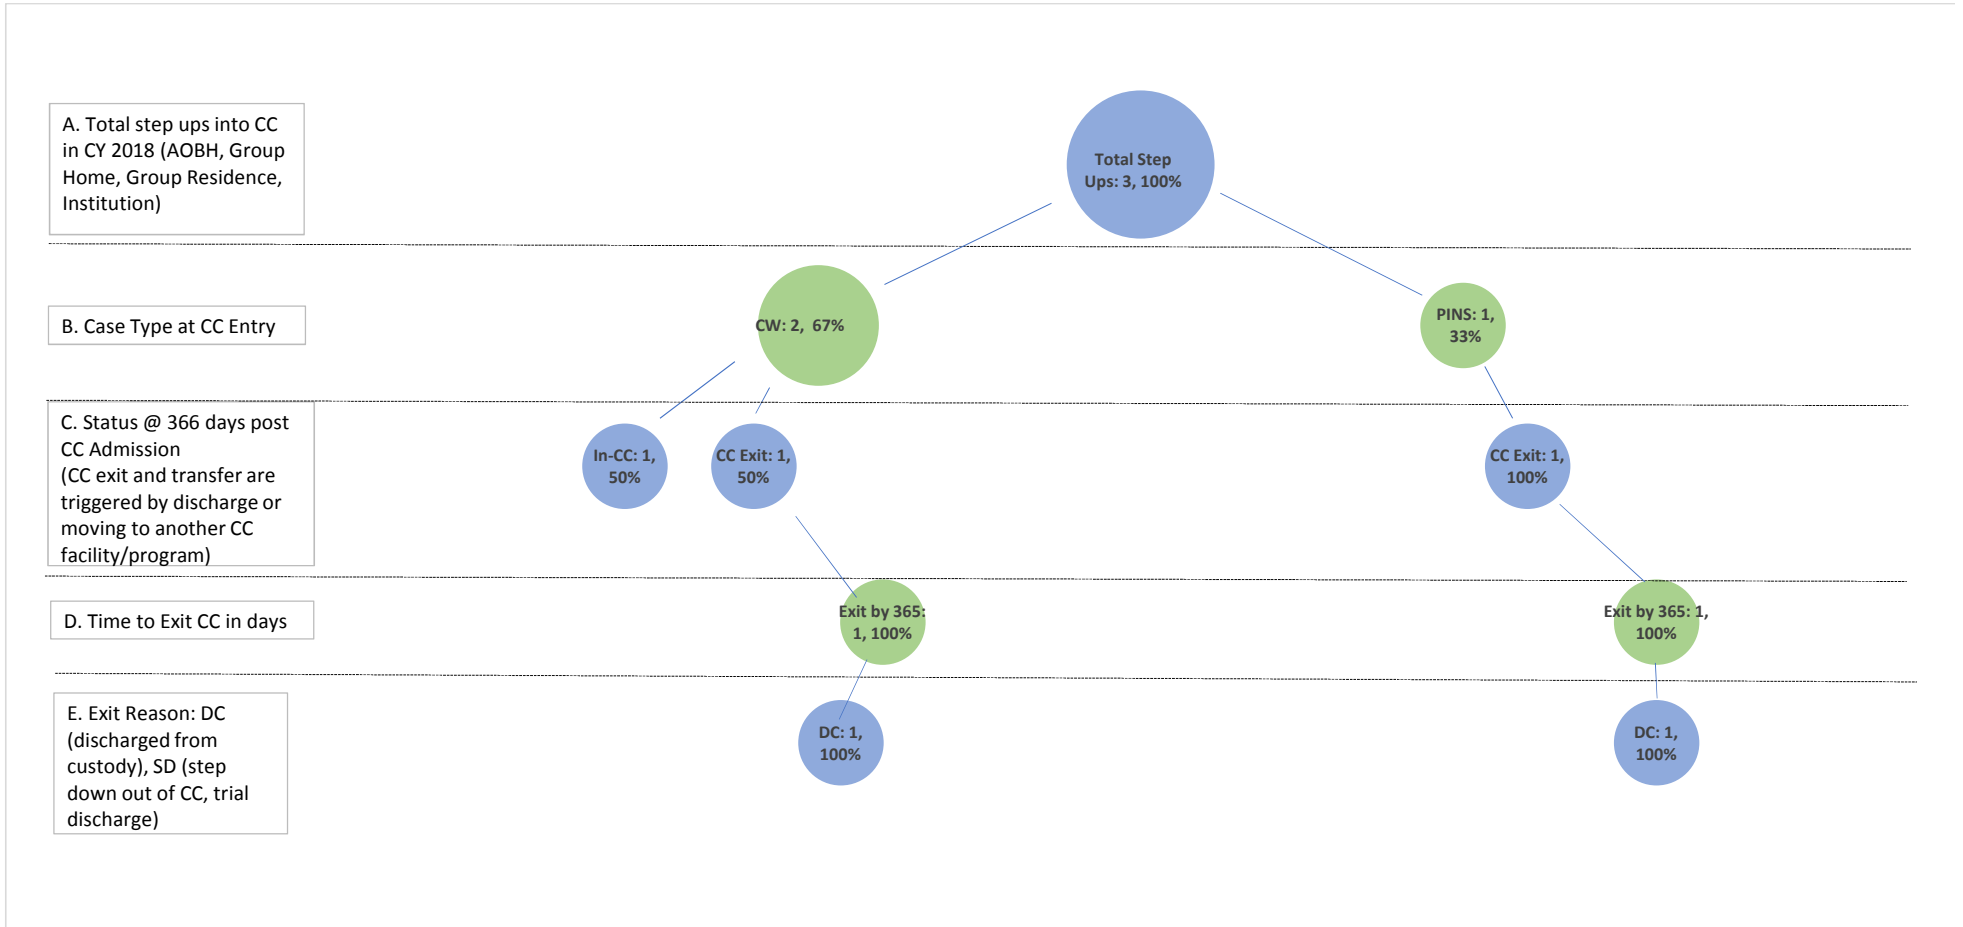 A. Total step ups into CC
in CY 2018 (AOBH, Group
Home, Group Residence,
Institution)
Total Step
Ups: 3, 100%
B. Case Type at CC Entry
CW: 2, 67%
PINS: 1,
33%
C. Status @ 366 days post
CC Admission
(CC exit and transfer are
triggered by discharge or
moving to another CC
facility/program)
In-CC: 1,
50%
CC Exit: 1,
50%
CC Exit: 1,
100%
D. Time to Exit CC in days
Exit by 365:
1, 100%
Exit by 365: 1,
100%
E. Exit Reason: DC
(discharged from
custody), SD (step
down out of CC, trial
discharge)
DC: 1,
100%
DC: 1,
100%